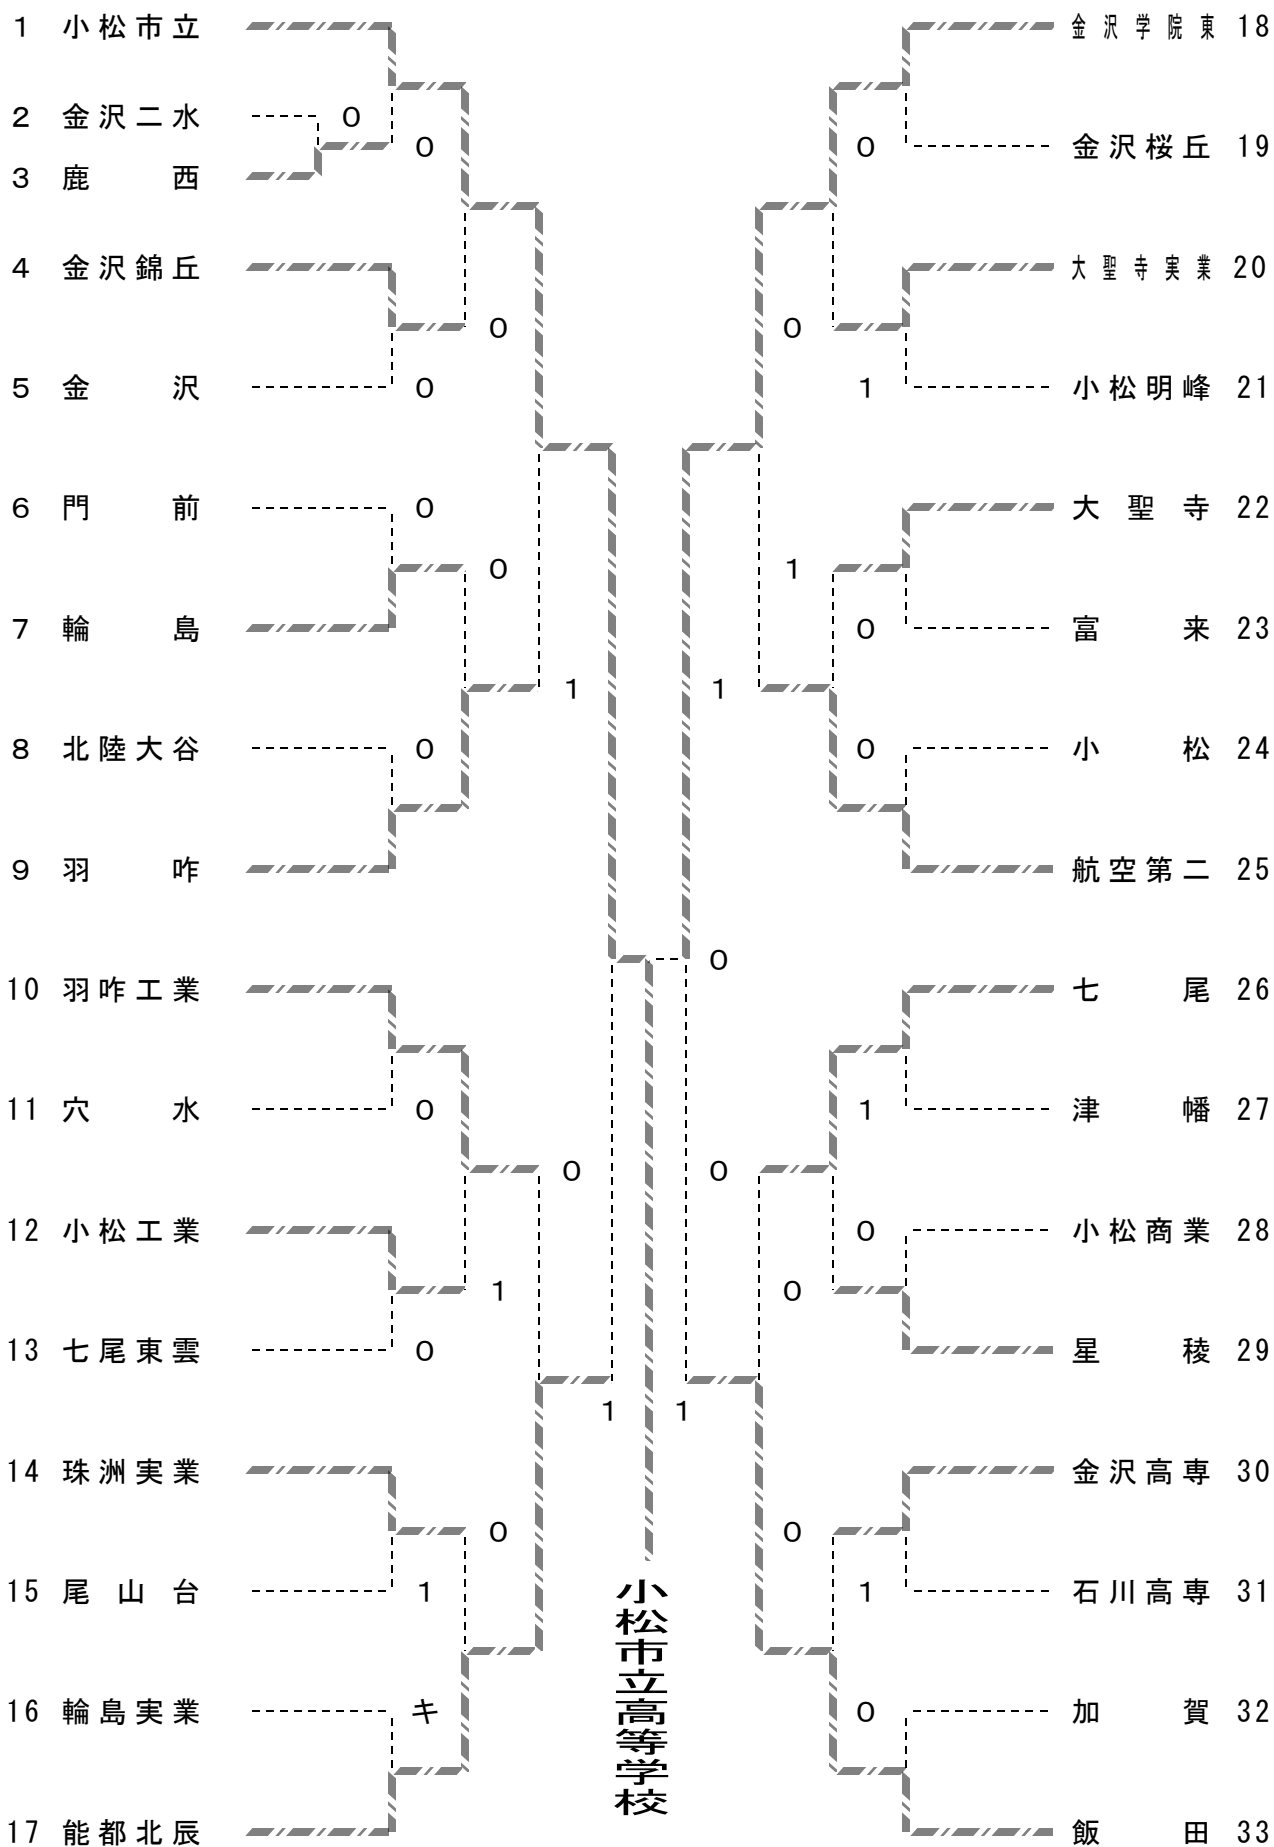 1 小松市立
金沢学院東 18
2 金沢二水
0
0
0
金沢桜丘 19
3 鹿西
4 金沢錦丘
大聖寺実業 20
0
0
5 金沢
0
1
小松明峰 21
6 門前
0
大聖寺 22
0
1
7 輪島
0
富来 23
1
1
8 北陸大谷
0
0
小松 24
9 羽咋
航空第二 25
0
10 羽咋工業
七尾 26
11 穴水
0
1
津幡 27
0
0
12 小松工業
0
小松商業 28
1
0
13 七尾東雲
0
星稜 29
1
1
14 珠洲実業
金沢高専 30
0
0
15 尾山台
1
1
石川高専 31
16 輪島実業
キ
0
加賀 32
17 能都北辰
飯田 33
小松市立高等学校